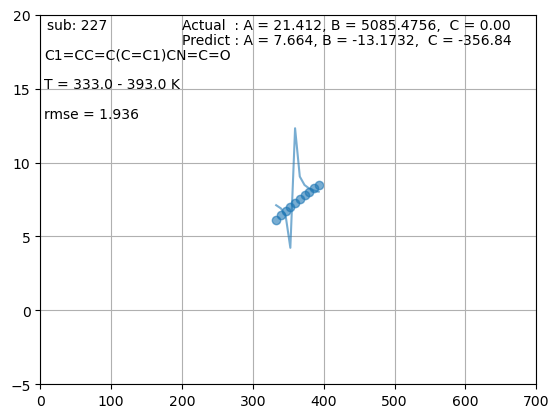 sub: 227
Actual  : A = 21.412, B = 5085.4756,  C = 0.00
Predict : A = 7.664, B = -13.1732,  C = -356.84
C1=CC=C(C=C1)CN=C=O
T = 333.0 - 393.0 K
rmse = 1.936
20
15
10
5
0
−5
0 100 200 300 400 500 600 700